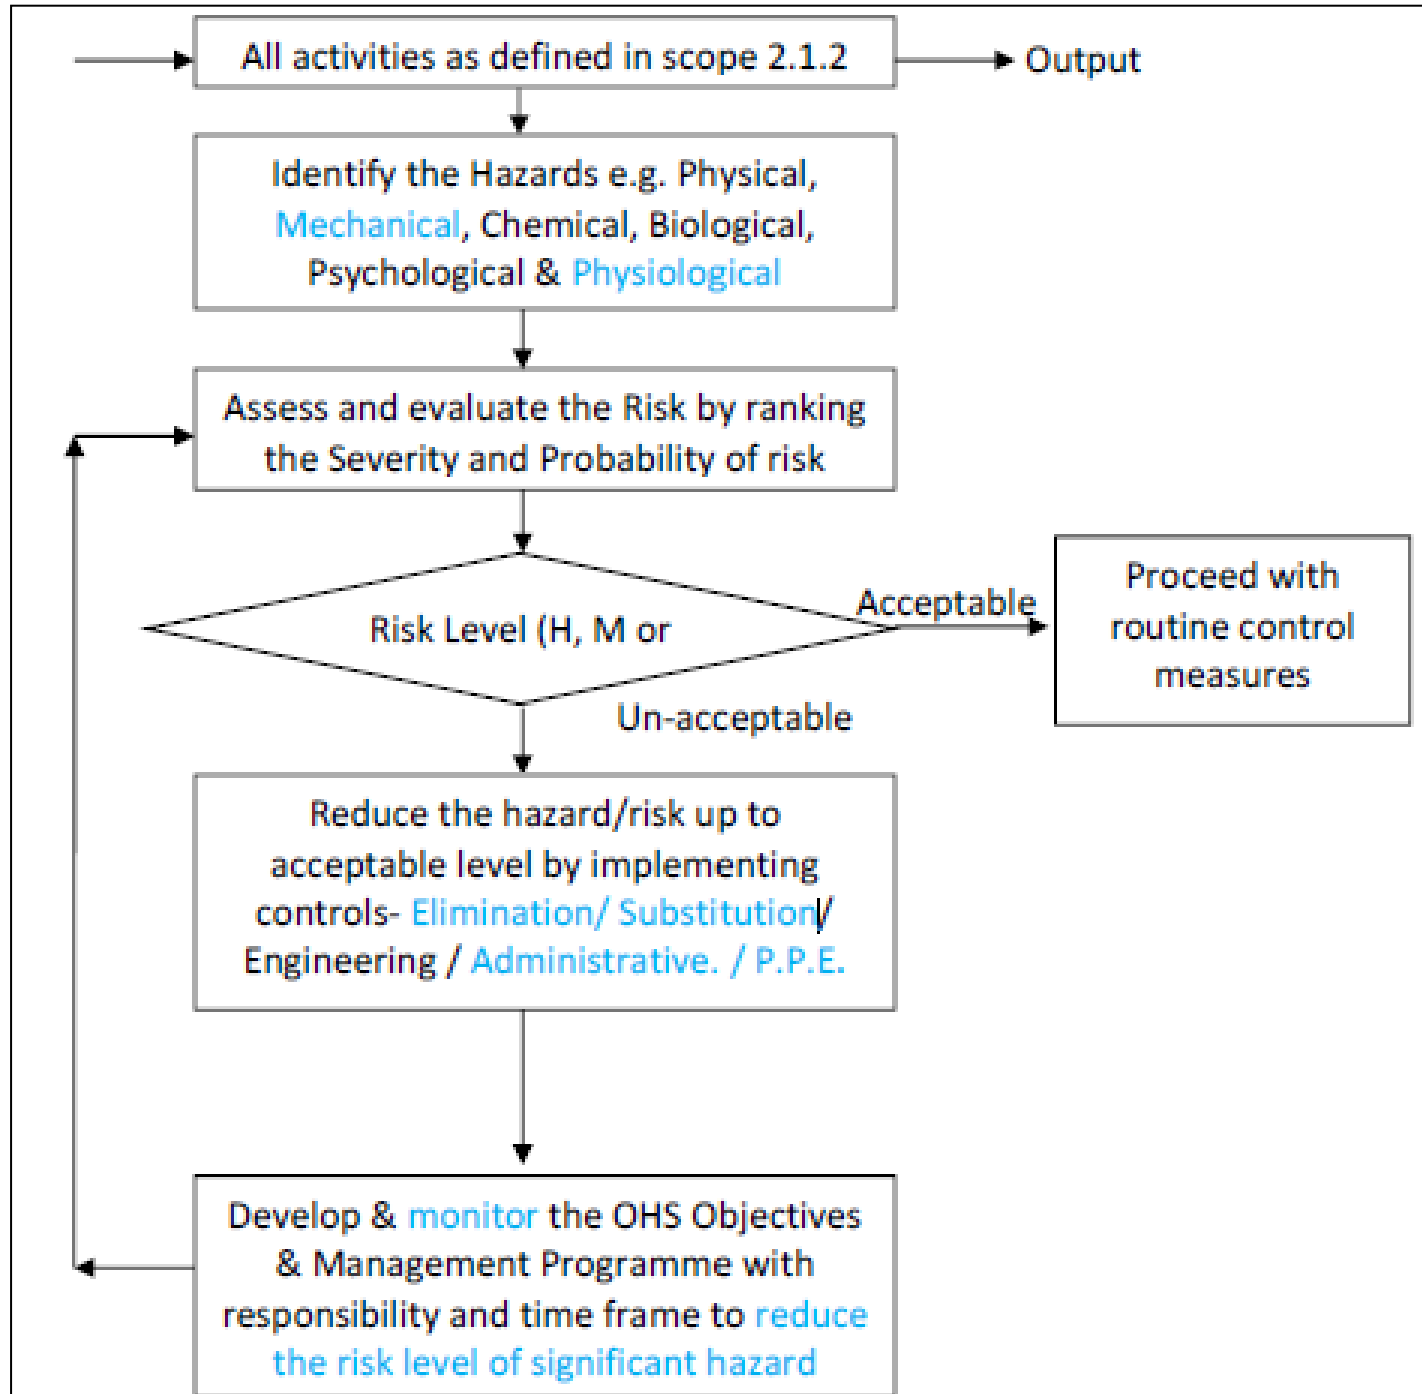 All activities as defined in scope 2.1.2
Output
Identify the Hazards e.g. Physical,
Mechanical, Chemical, Biological,
Psychological & Physiological
Assess and evaluate the Risk by ranking
the Severity and Probability of risk
Risk Level (H, M or
Acceptable
Proceed with
routine control
measures
Un-acceptable
Reduce the hazard/risk up to
acceptable level by implementing
controls- Elimination/ Substitution/
Engineering / Administrative. / P.P.E.
Develop & monitor the OHS Objectives
& Management Programme with
responsibility and time frame to reduce
the risk level of significant hazard